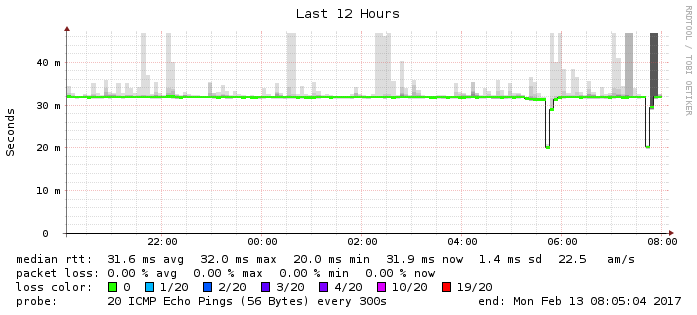 Last 12 Hours
RRDTOOL / TOBI OETIKER
Seconds
40 m
30 m
20 m
10 m
0
22:00 00:00 02:00 04:00 06:00 08:00
median rtt: 31.6 ms avg 32.0 ms max 20.0 ms min 31.9 ms now 1.4 ms sd 22.5 am/s
packet loss: 0.00 % avg 0.00 % max 0.00 % min 0.00 % now
loss color: 0 1/20 2/20 3/20 4/20 10/20 19/20
probe: 20 ICMP Echo Pings (56 Bytes) every 300s end: Mon Feb 13 08:05:04 2017